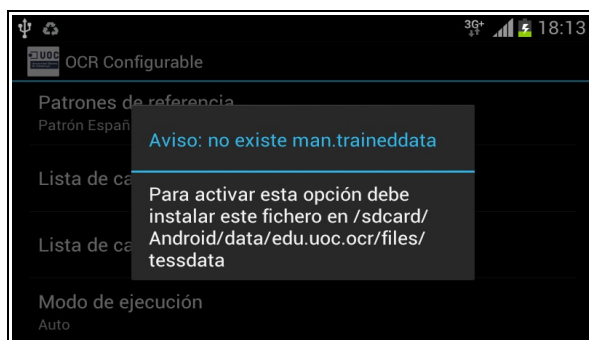 3G+ 18:13
UOC
OCR Configurable
Patrones de referencia
Patrón Españ
Aviso: no existe man.traineddata
Lista de ca
Para activar esta opción debe
instalar este fichero en /sdcard/
Android/data/edu.uoc.ocr/files/
tessdata
Lista de ca
Modo de ejecución
Auto